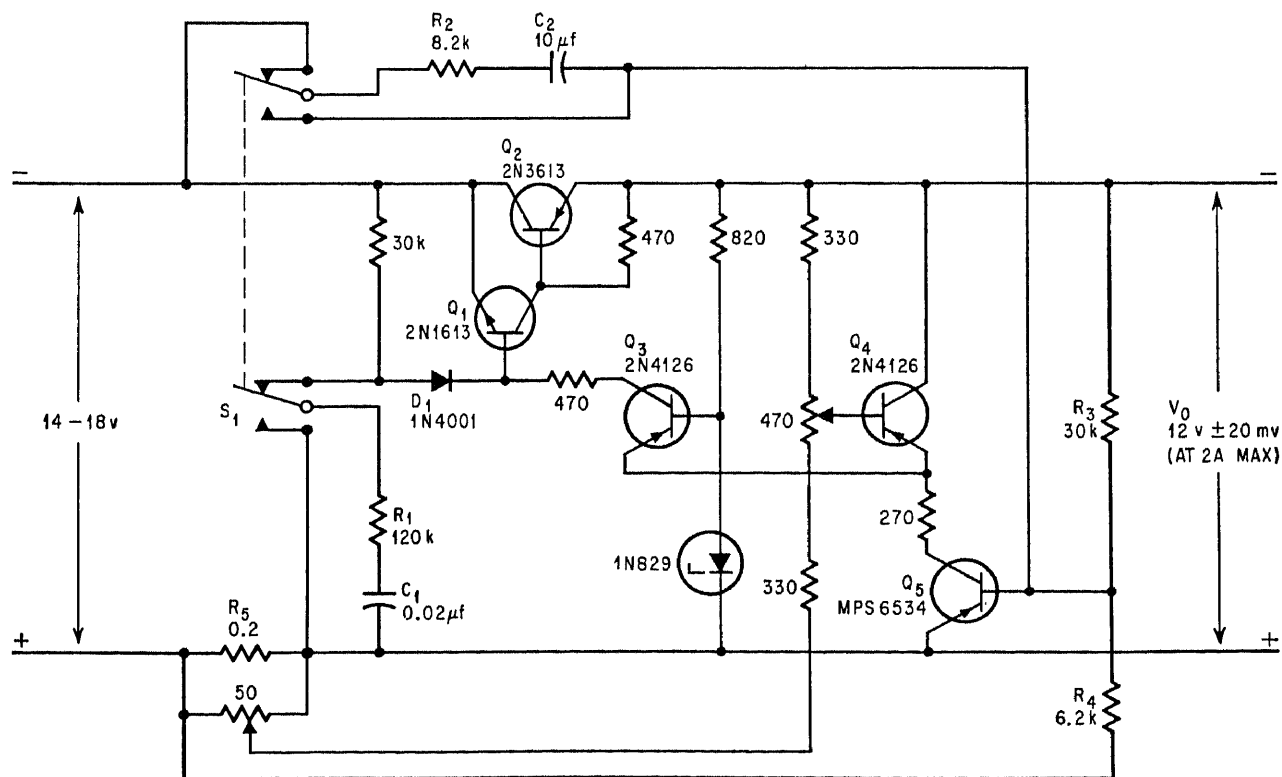 R2
8.2k
C2
10 μf
−
−
Q2
2N3613
30k
470
820
330
Q1
2N1613
Q3
2N4126
Q4
2N4126
14 – 18v
S1
D1
1N4001
470
470
R3
30k
V0
12 v ± 20 mv
(AT 2A MAX)
R1
120k
270
1N829
330
C1
0.02μf
Q5
MPS 6534
R5
0.2
+
+
50
R4
6.2k